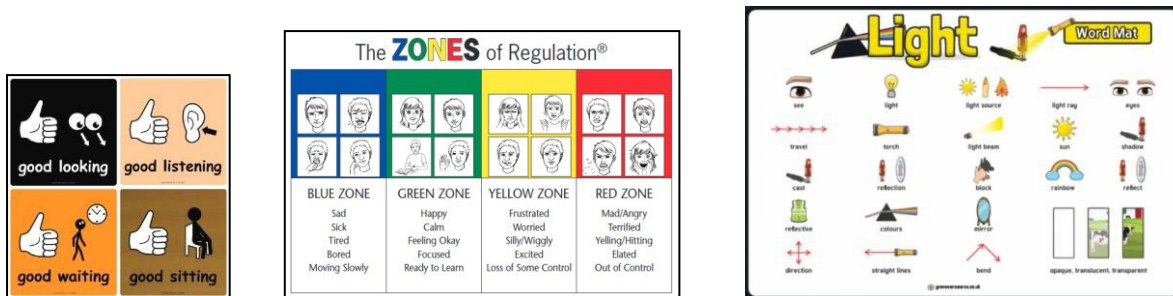 good looking
good listening
good waiting
good sitting
The ZONES of Regulation®
BLUE ZONE
Sad
Sick
Tired
Bored
Moving Slowly
GREEN ZONE
Happy
Calm
Feeling Okay
Focused
Ready to Learn
YELLOW ZONE
Frustrated
Worried
Silly/Wiggly
Excited
Loss of Some Control
RED ZONE
Mad/Angry
Terrified
Yelling/Hitting
Elated
Out of Control
Light
Word Mat
see
light
light source
light ray
eyes
travel
torch
light beam
sun
shadow
cast
reflection
block
rainbow
reflect
reflective
colours
mirror
direction
straight lines
bend
opaque, translucent, transparent